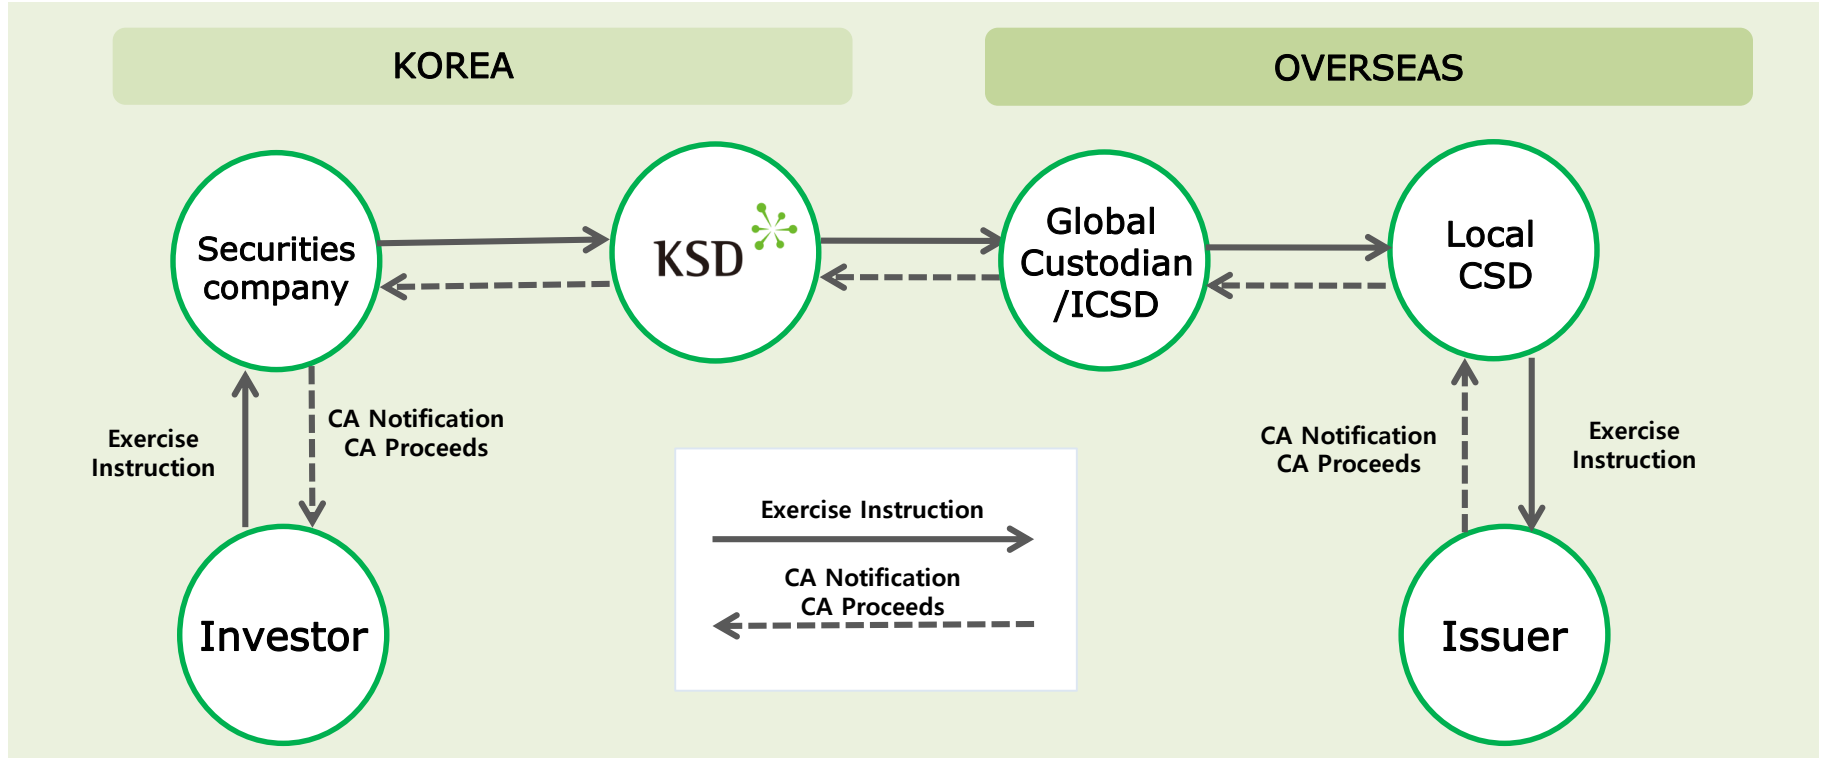 KOREA
OVERSEAS
Securities
company
KSD
Global
Custodian
/ICSD
Local
CSD
Exercise
Instruction
CA Notification
CA Proceeds
CA Notification
CA Proceeds
Exercise
Instruction
Exercise Instruction
CA Notification
CA Proceeds
Investor
Issuer